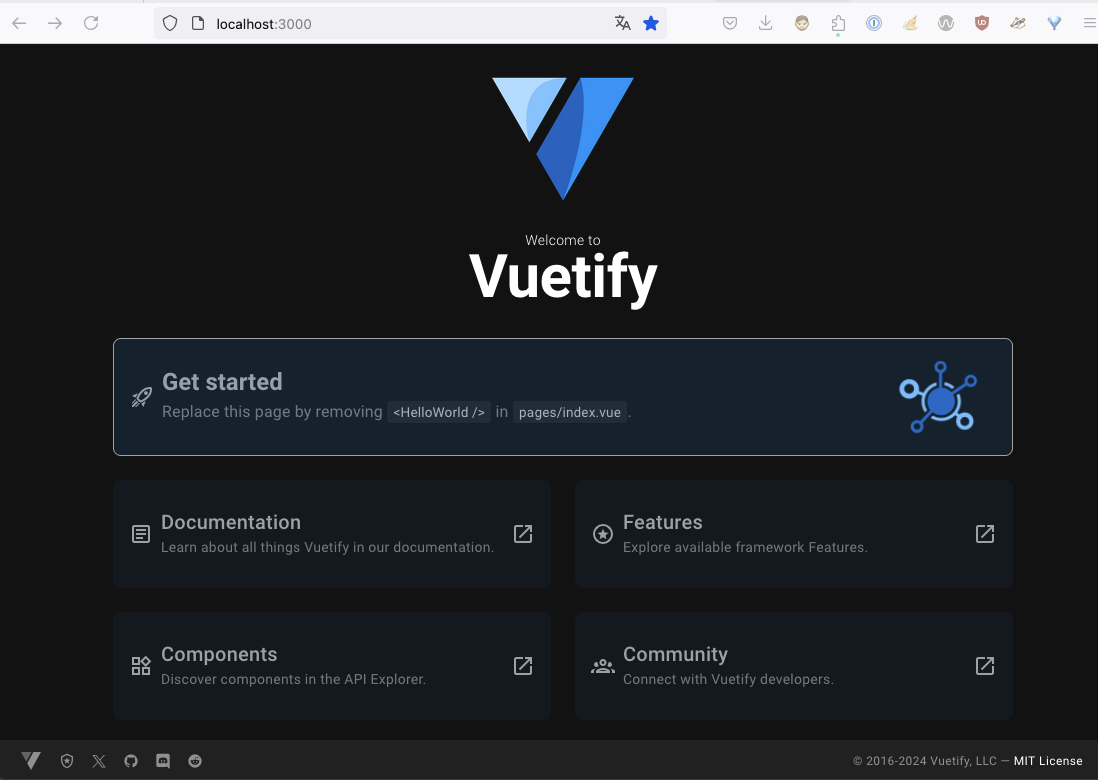 localhost:3000
Welcome to
Vuetify
Get started
Replace this page by removing <HelloWorld /> in pages/index.vue .
Documentation
Learn about all things Vuetify in our documentation.
Features
Explore available framework Features.
Components
Discover components in the API Explorer.
Community
Connect with Vuetify developers.
© 2016-2024 Vuetify, LLC — MIT License